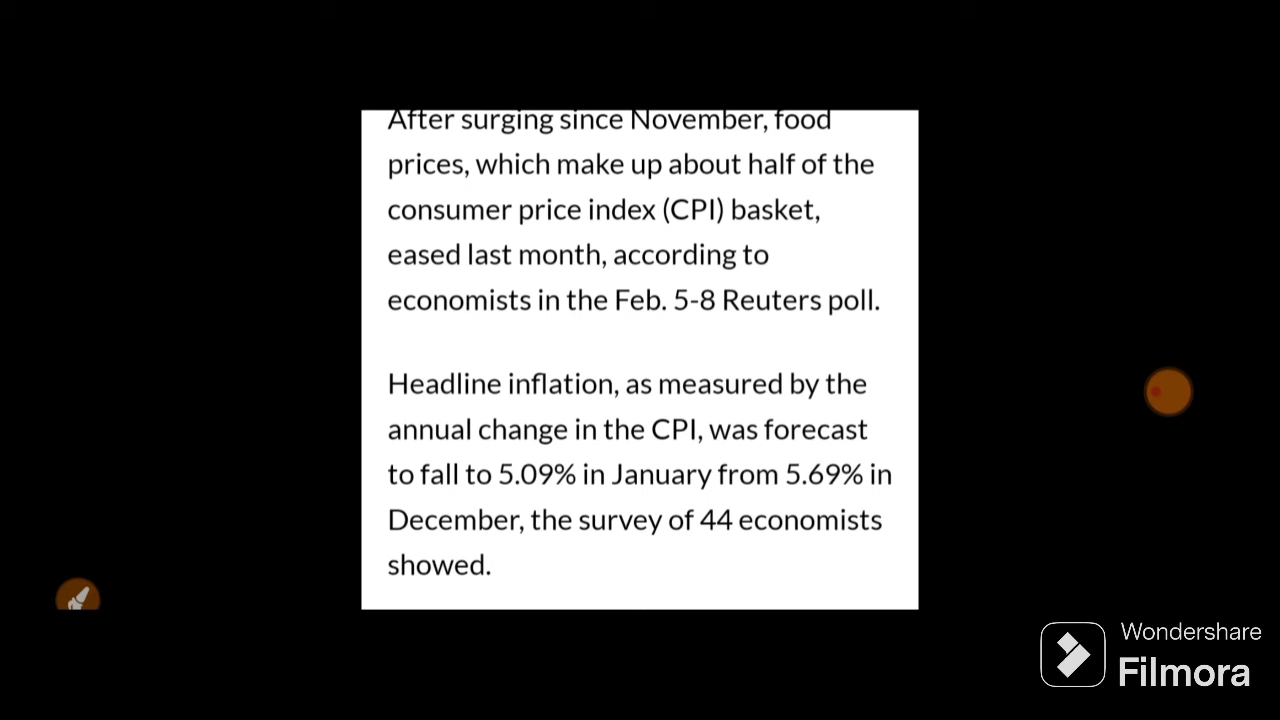 After surging since November, food
prices, which make up about half of the
consumer price index (CPI) basket,
eased last month, according to
economists in the Feb. 5-8 Reuters poll.
Headline inflation, as measured by the
annual change in the CPI, was forecast
to fall to 5.09% in January from 5.69% in
December, the survey of 44 economists
showed.
Wondershare
Filmora